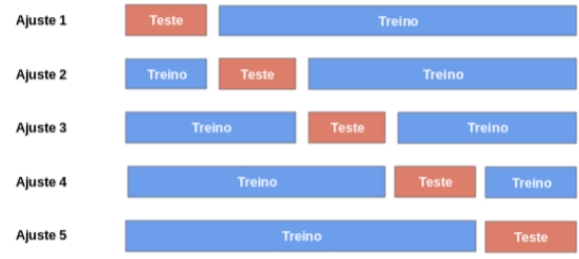 Ajuste 1 Teste Treino
Ajuste 2 Treino Teste Treino
Ajuste 3 Treino Teste Treino
Ajuste 4 Treino Teste Treino
Ajuste 5 Treino Teste